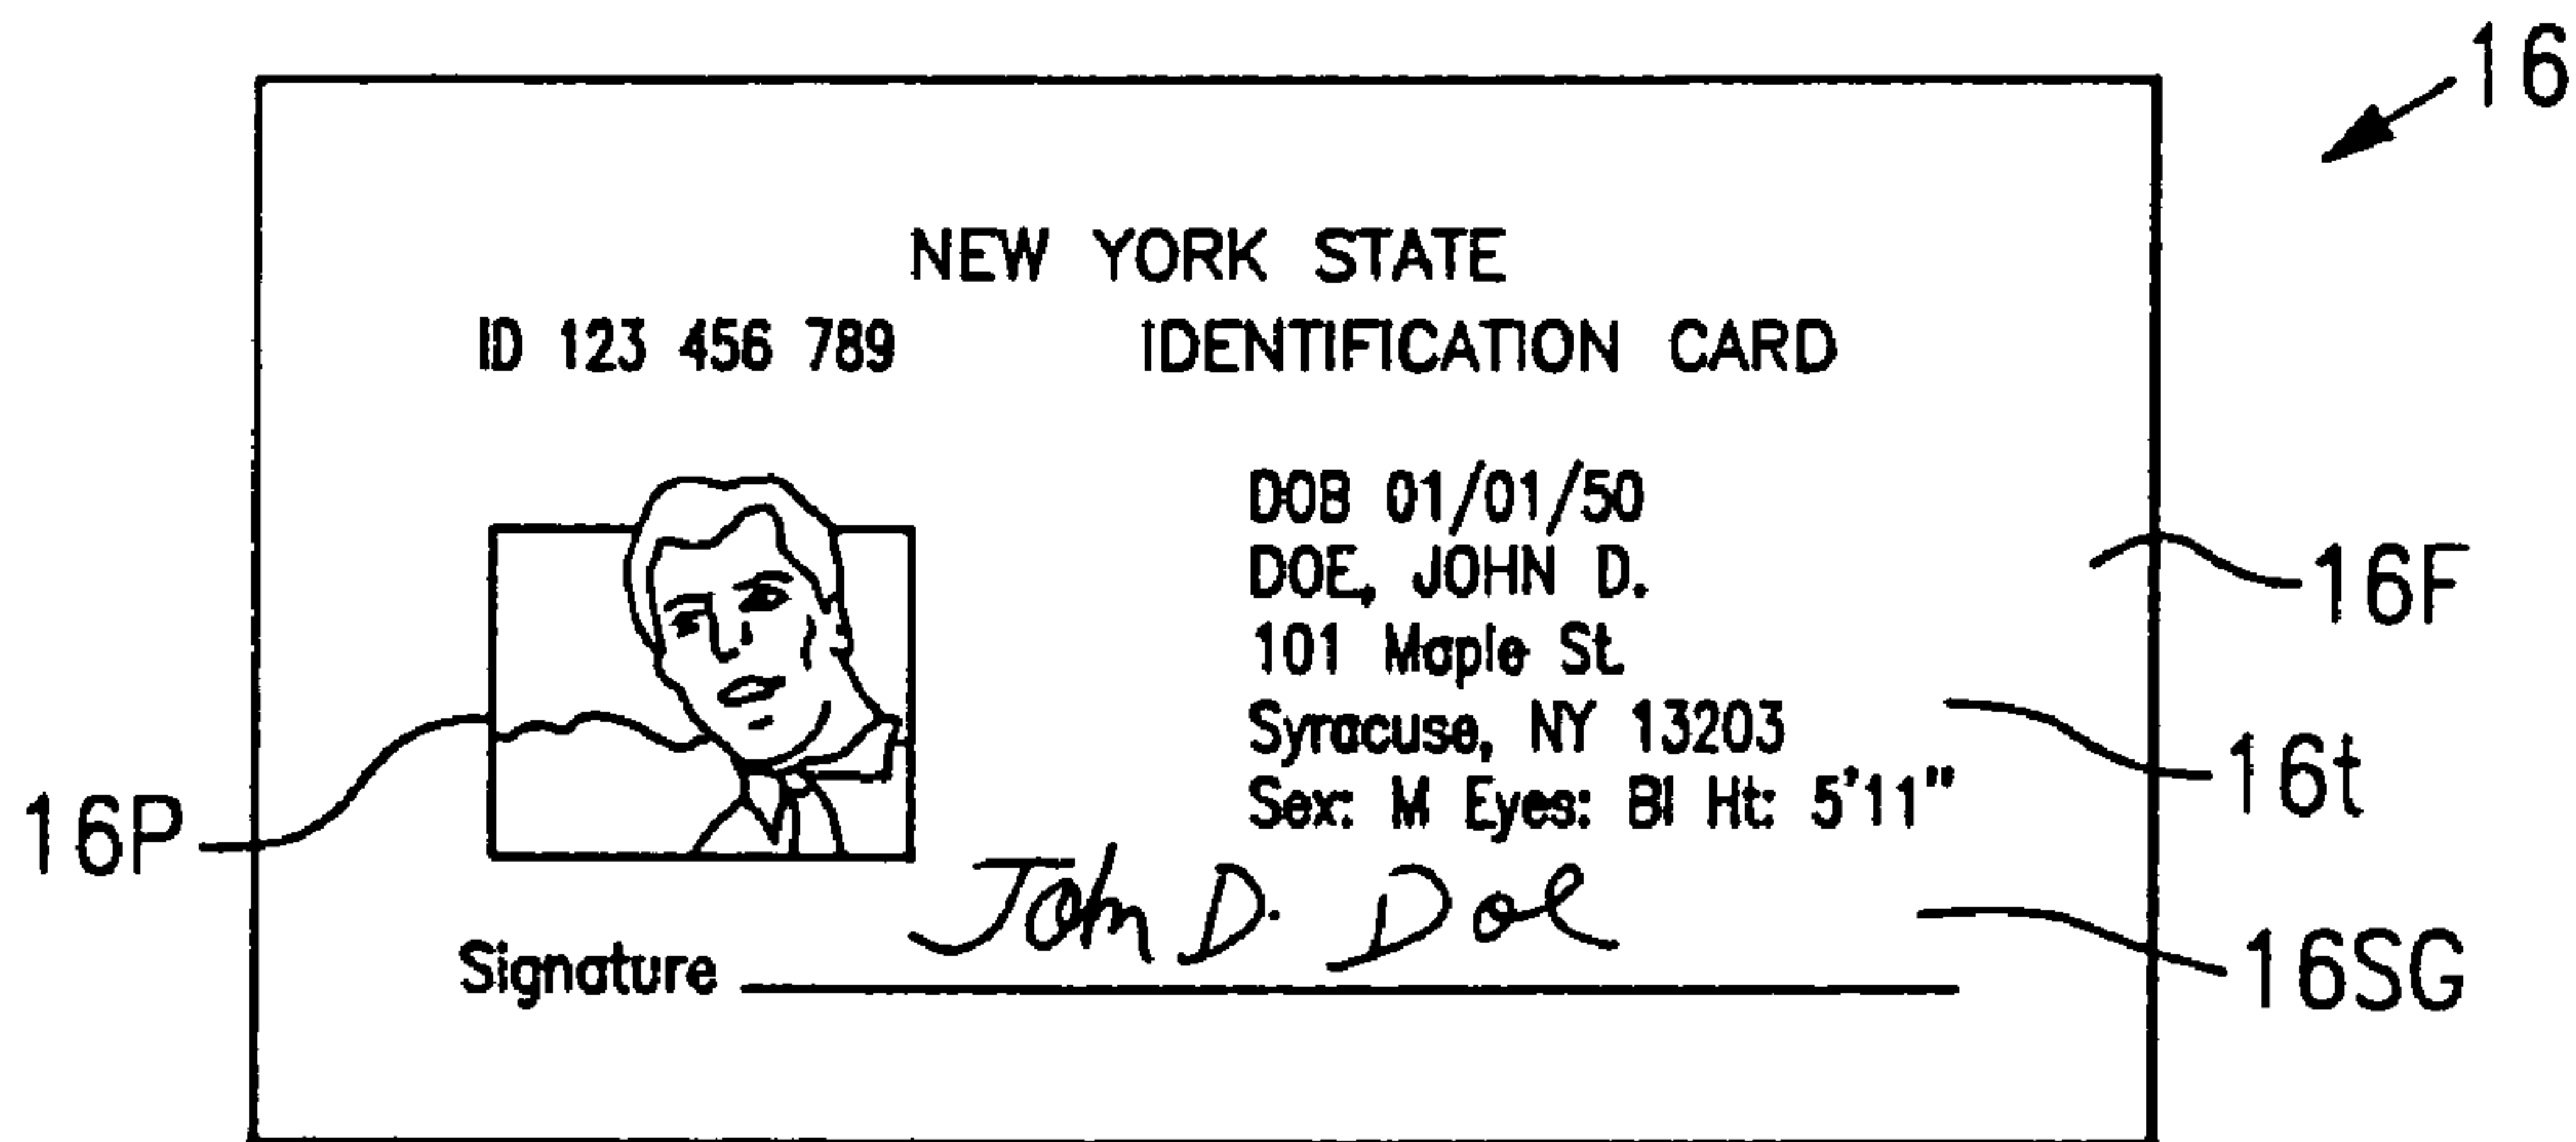 16
NEW YORK STATE
ID 123 456 789 IDENTIFICATION CARD
DOB 01/01/50
DOE, JOHN D.
16F
101 Maple St.
Syracuse, NY 13203
16t
Sex: M Eyes: Bl Ht: 5'11"
16P
John D. Doe
Signature
16SG